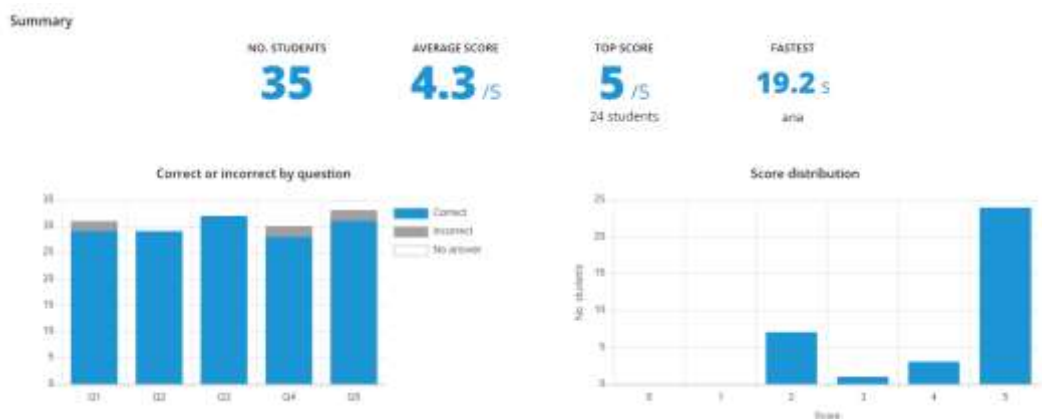 Summary
NO. STUDENTS
35
AVERAGE SCORE
4.3 /5
TOP SCORE
5 /5
24 students
FASTEST
19.2 s
ana
Correct or incorrect by question
35
30
25
20
15
10
5
0
Q1 Q2 Q3 Q4 Q5
Correct
Incorrect
No answer
Score distribution
No. students
25
20
15
10
5
0
0 1 2 3 4 5
Score